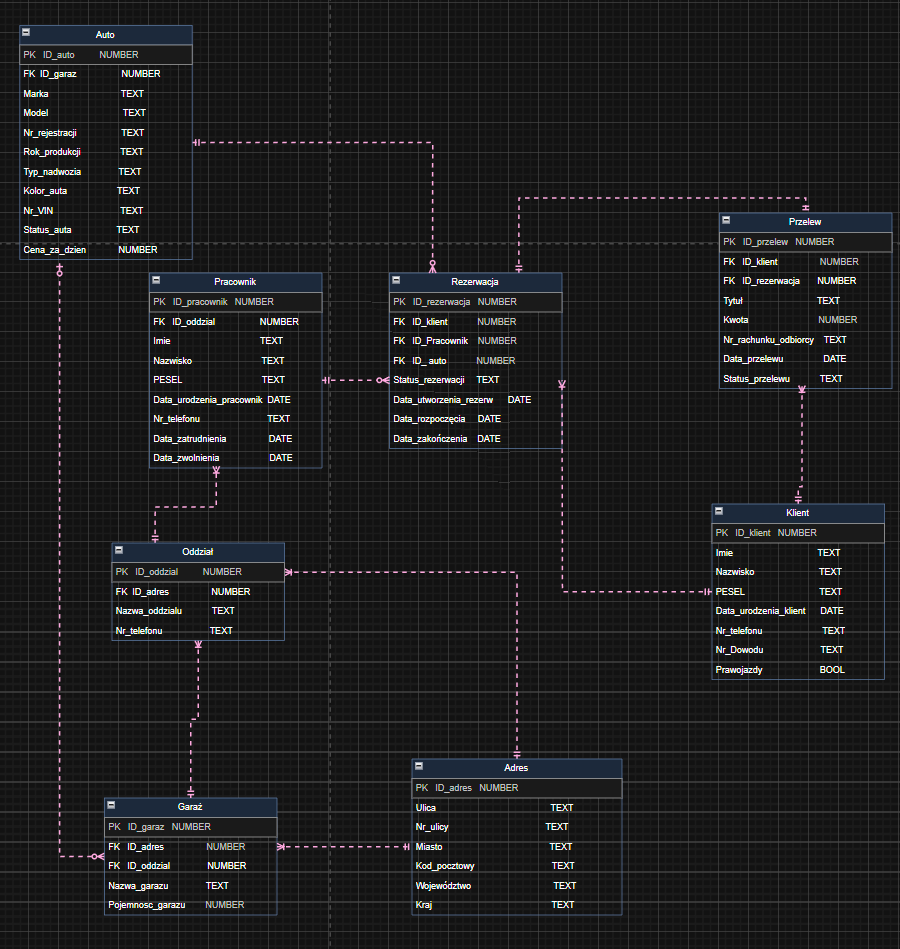 Auto
PK ID_auto NUMBER
FK ID_garaz NUMBER
Marka TEXT
Model TEXT
Nr_rejestracji TEXT
Rok_produkcji TEXT
Typ_nadwozia TEXT
Kolor_auta TEXT
Nr_VIN TEXT
Status_auta TEXT
Cena_za_dzien NUMBER
Pracownik
PK ID_pracownik NUMBER
FK ID_oddzial NUMBER
Imie TEXT
Nazwisko TEXT
PESEL TEXT
Data_urodzenia_pracownik DATE
Nr_telefonu TEXT
Data_zatrudnienia DATE
Data_zwolnienia DATE
Rezerwacja
PK ID_rezerwacja NUMBER
FK ID_klient NUMBER
FK ID_Pracownik NUMBER
FK ID_ auto NUMBER
Status_rezerwacji TEXT
Data_utworzenia_rezerw DATE
Data_rozpoczęcia DATE
Data_zakończenia DATE
Przelew
PK ID_przelew NUMBER
FK ID_klient NUMBER
FK ID_rezerwacja NUMBER
Tytuł TEXT
Kwota NUMBER
Nr_rachunku_odbiorcy TEXT
Data_przelewu DATE
Status_przelewu TEXT
Klient
PK ID_klient NUMBER
Imie TEXT
Nazwisko TEXT
PESEL TEXT
Data_urodzenia_klient DATE
Nr_telefonu TEXT
Nr_Dowodu TEXT
Prawojazdy BOOL
Oddział
PK ID_oddzial NUMBER
FK ID_adres NUMBER
Nazwa_oddzialu TEXT
Nr_telefonu TEXT
Garaż
PK ID_garaz NUMBER
FK ID_adres NUMBER
FK ID_oddzial NUMBER
Nazwa_garazu TEXT
Pojemnosc_garazu NUMBER
Adres
PK ID_adres NUMBER
Ulica TEXT
Nr_ulicy TEXT
Miasto TEXT
Kod_pocztowy TEXT
Województwo TEXT
Kraj TEXT